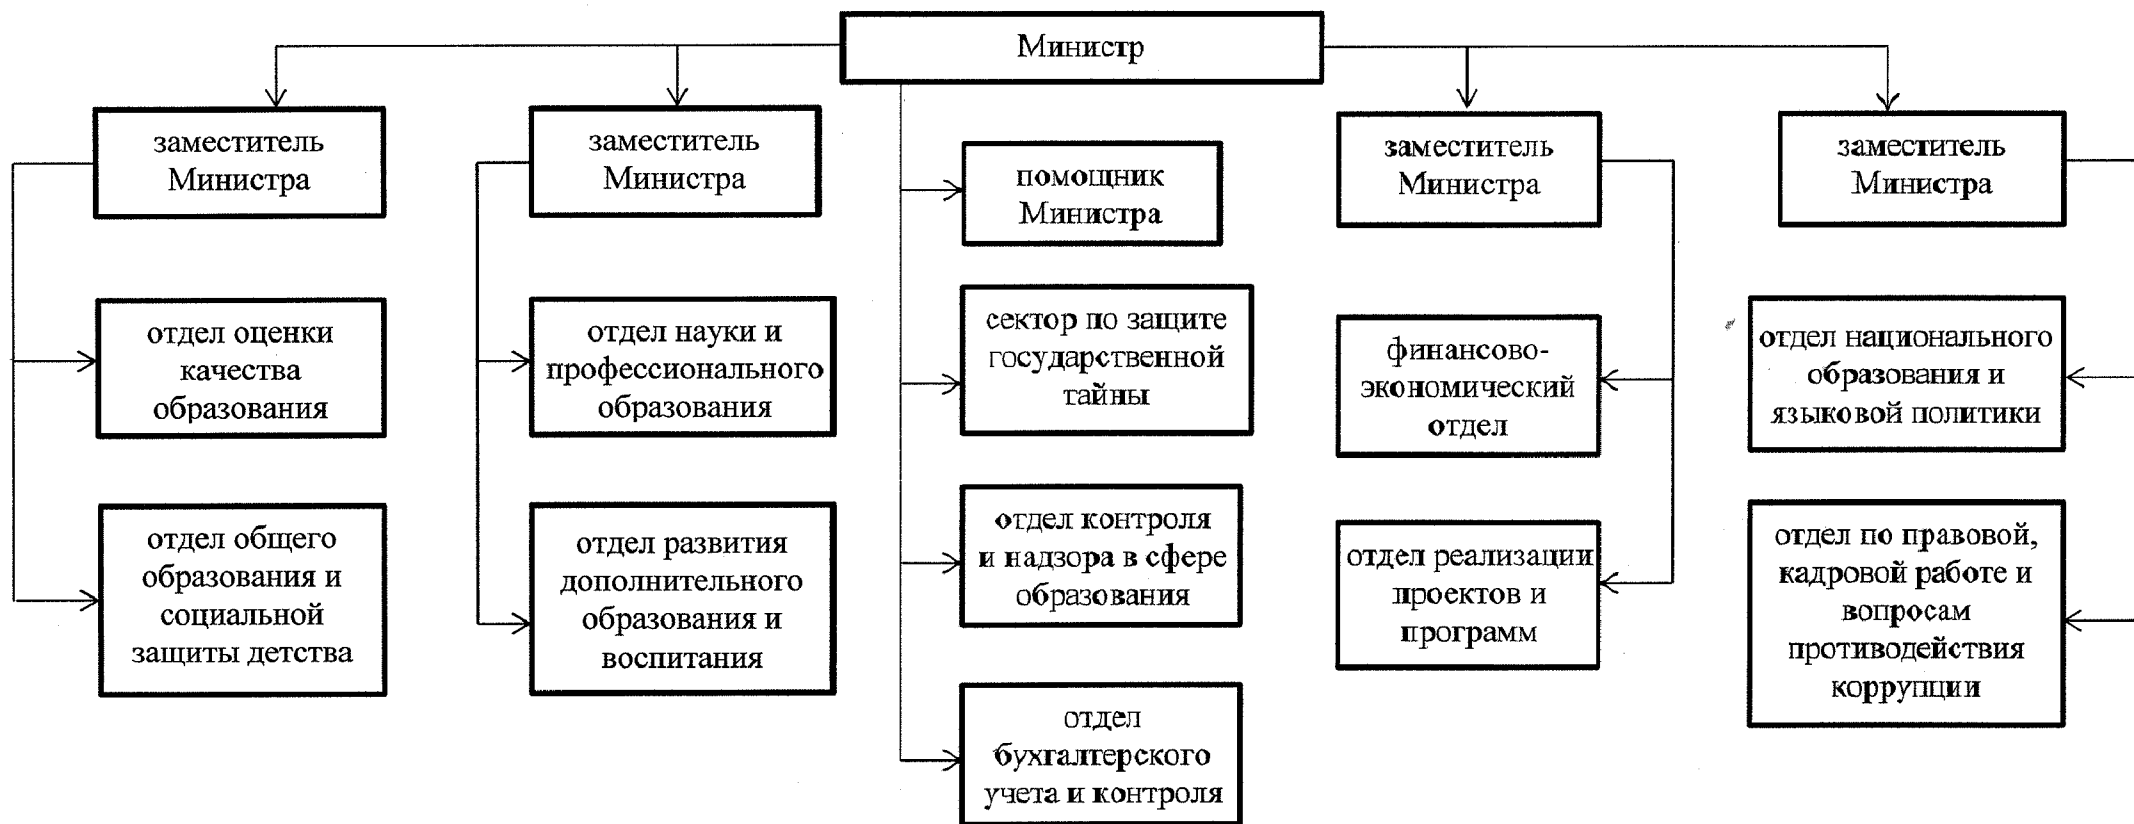 Министр
заместитель
Министра
заместитель
Министра
помощник
Министра
заместитель
Министра
заместитель
Министра
отдел оценки
качества
образования
отдел науки и
профессионального
образования
сектор по защите
государственной
тайны
финансово-
экономический
отдел
отдел национального
образования и
языковой политики
отдел общего
образования и
социальной
защиты детства
отдел развития
дополнительного
образования и
воспитания
отдел контроля
и надзора в сфере
образования
отдел реализации
проектов и
программ
отдел по правовой,
кадровой работе и
вопросам
противодействия
коррупции
отдел
бухгалтерского
учета и контроля